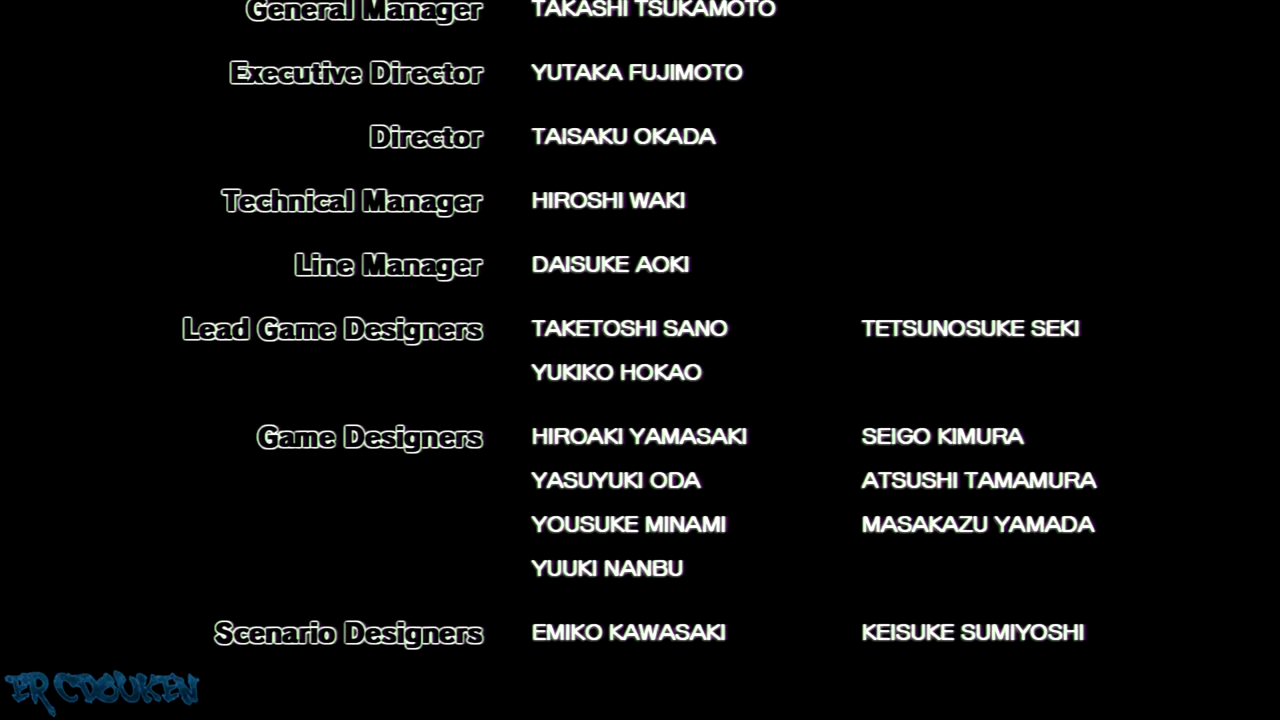 General Manager TAKASHI TSUKAMOTO
Executive Director YUTAKA FUJIMOTO
Director TAISAKU OKADA
Technical Manager HIROSHI WAKI
Line Manager DAISUKE AOKI
Lead Game Designers TAKETOSHI SANO TETSUNOSUKE SEKI
YUKIKO HOKAO
Game Designers HIROAKI YAMASAKI SEIGO KIMURA
YASUYUKI ODA ATSUSHI TAMAMURA
YOUSUKE MINAMI MASAKAZU YAMADA
YUUKI NANBU
Scenario Designers EMIKO KAWASAKI KEISUKE SUMIYOSHI